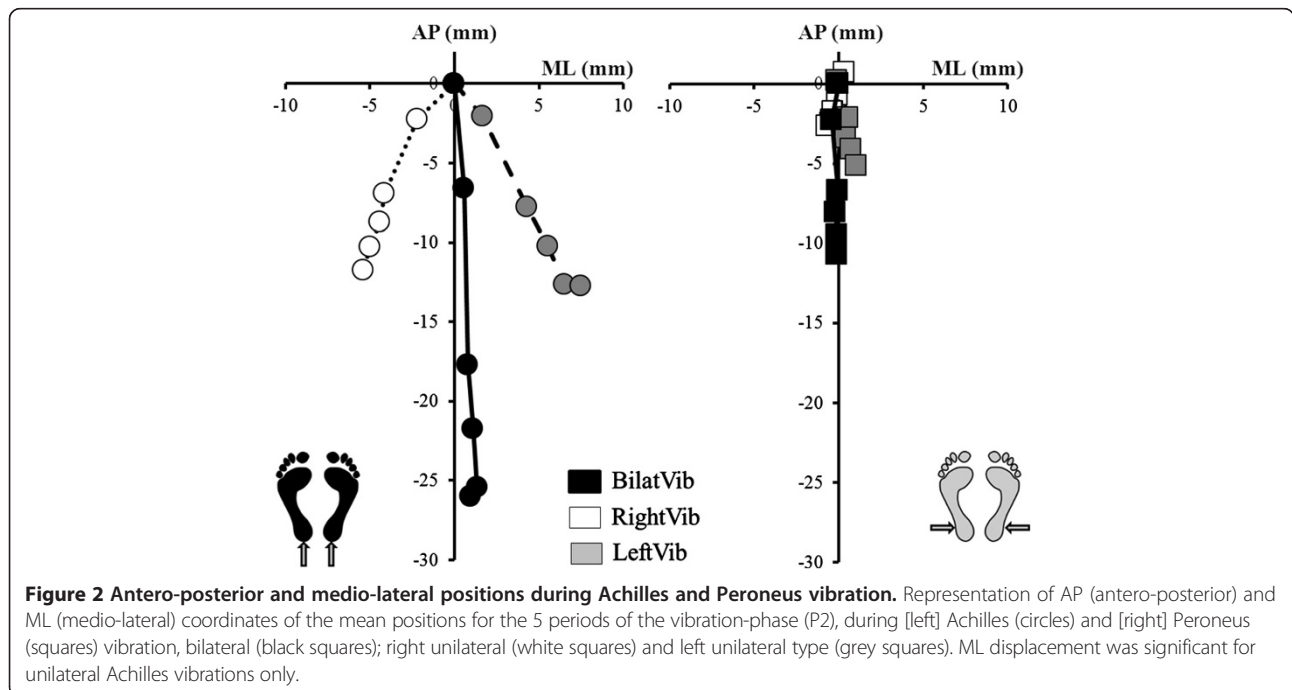 AP (mm)
ML (mm)
0
-10
-5
0
5
10
-5
-10
-15
-20
-25
-30
AP (mm)
ML (mm)
0
-10
-5
0
5
10
-5
-10
-15
-20
-25
-30
BilatVib
RightVib
LeftVib
Figure 2 Antero-posterior and medio-lateral positions during Achilles and Peroneus vibration. Representation of AP (antero-posterior) and
ML (medio-lateral) coordinates of the mean positions for the 5 periods of the vibration-phase (P2), during [left] Achilles (circles) and [right] Peroneus
(squares) vibration, bilateral (black squares); right unilateral (white squares) and left unilateral type (grey squares). ML displacement was significant for
unilateral Achilles vibrations only.